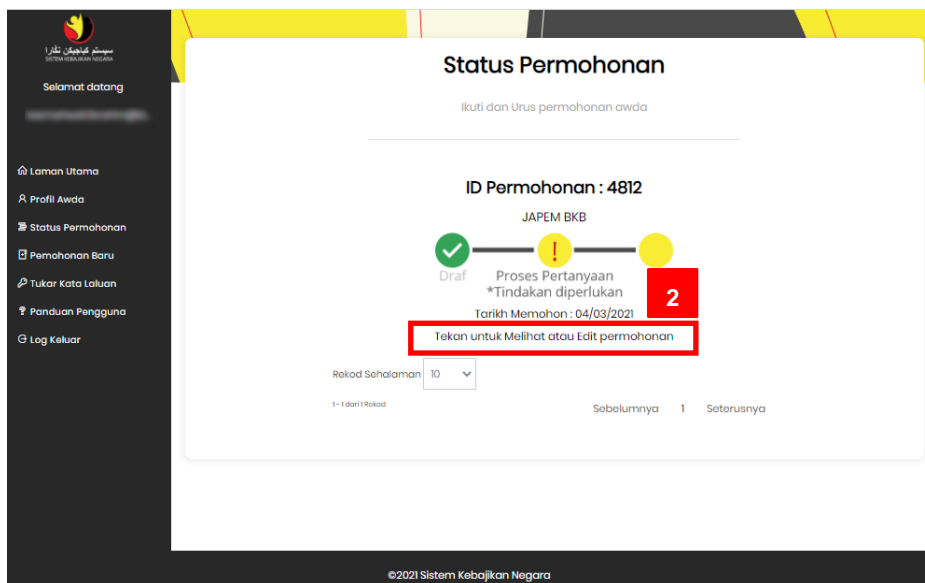 سيستم كباجيكن نݢارا
SISTEM KEBAJIKAN NEGARA
Selamat datang
Laman Utama
Profil Awda
Status Permohonan
Pemohonan Baru
Tukar Kata Laluan
Panduan Pengguna
Log Keluar
Status Permohonan
Ikuti dan Urus permohonan awda
ID Permohonan : 4812
JAPEM BKB
!
Draf
Proses Pertanyaan
*Tindakan diperlukan
2
Tarikh Memohon : 04/03/2021
Tekan untuk Melihat atau Edit permohonan
Rekod Sehalaman 10
1 - 1 dari 1 Rekod
Sebelumnya 1 Seterusnya
©2021 Sistem Kebajikan Negara